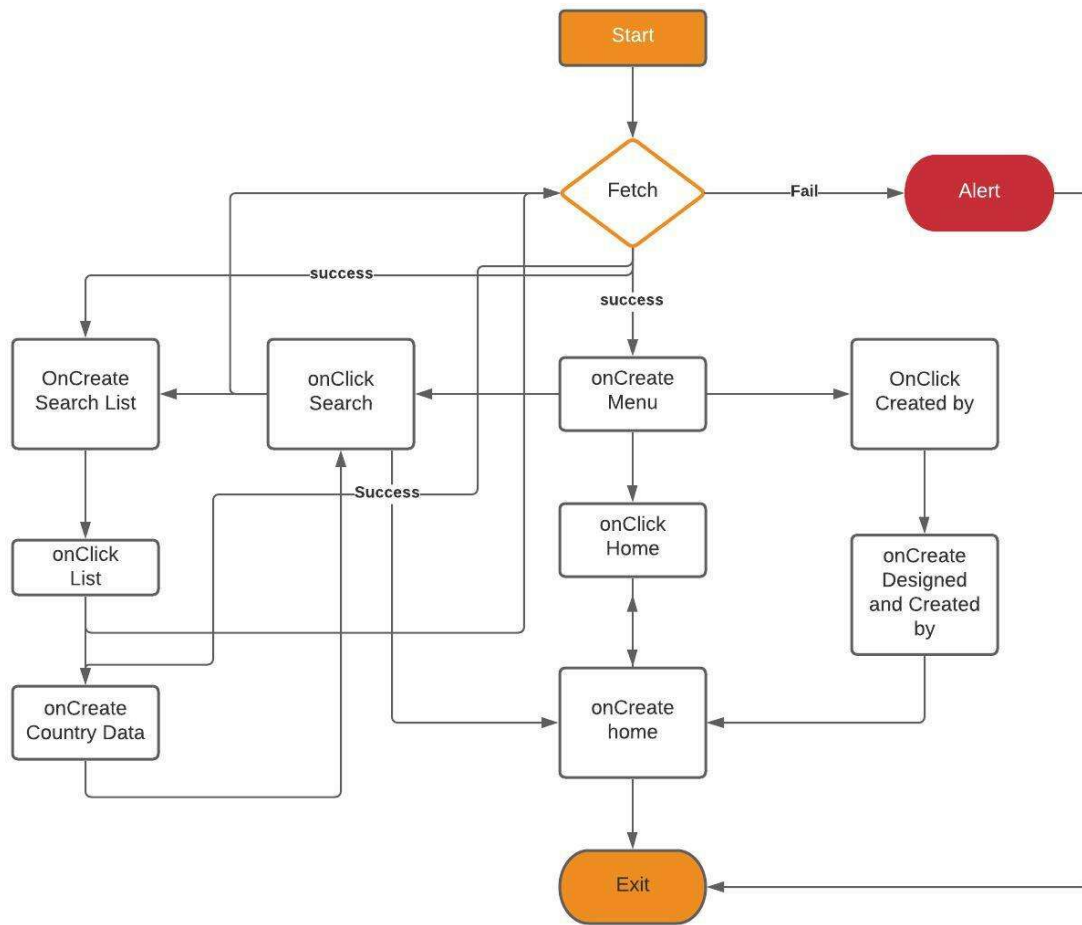 Start
Fetch
Fail
Alert
success
success
OnCreate
Search List
onClick
Search
onCreate
Menu
OnClick
Created by
Success
onClick
List
onClick
Home
onCreate
Designed
and Created
by
onCreate
Country Data
onCreate
home
Exit